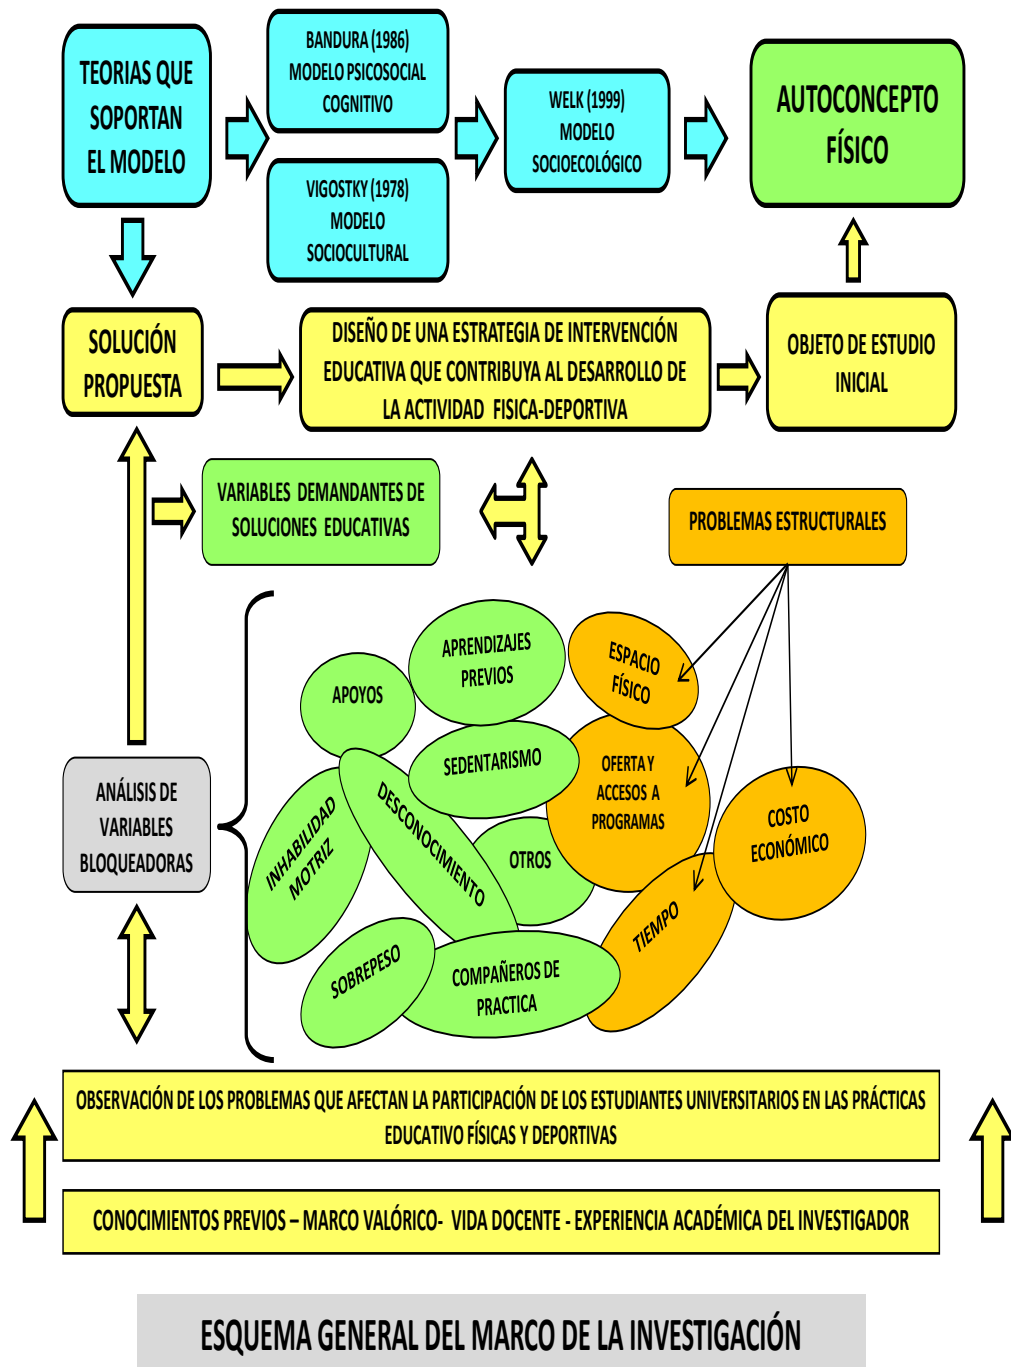 TEORIAS QUE
SOPORTAN
EL MODELO
BANDURA (1986)
MODELO PSICOSOCIAL
COGNITIVO
VIGOSTKY (1978)
MODELO
SOCIOCULTURAL
WELK (1999)
MODELO
SOCIOECOLÓGICO
AUTOCONCEPTO
FÍSICO
SOLUCIÓN
PROPUESTA
DISEÑO DE UNA ESTRATEGIA DE INTERVENCIÓN
EDUCATIVA QUE CONTRIBUYA AL DESARROLLO DE
LA ACTIVIDAD FISICA-DEPORTIVA
OBJETO DE ESTUDIO
INICIAL
VARIABLES DEMANDANTES DE
SOLUCIONES EDUCATIVAS
PROBLEMAS ESTRUCTURALES
APOYOS
APRENDIZAJES
PREVIOS
ESPACIO
FÍSICO
SEDENTARISMO
OFERTA Y
ACCESOS A
PROGRAMAS
ANÁLISIS DE
VARIABLES
BLOQUEADORAS
INHABILIDAD
MOTRIZ
DESCONOCIMIENTO
OTROS
COSTO
ECONÓMICO
TIEMPO
SOBREPESO
COMPAÑEROS DE
PRACTICA
OBSERVACIÓN DE LOS PROBLEMAS QUE AFECTAN LA PARTICIPACIÓN DE LOS ESTUDIANTES UNIVERSITARIOS EN LAS PRÁCTICAS
EDUCATIVO FÍSICAS Y DEPORTIVAS
CONOCIMIENTOS PREVIOS – MARCO VALÓRICO- VIDA DOCENTE - EXPERIENCIA ACADÉMICA DEL INVESTIGADOR
ESQUEMA GENERAL DEL MARCO DE LA INVESTIGACIÓN